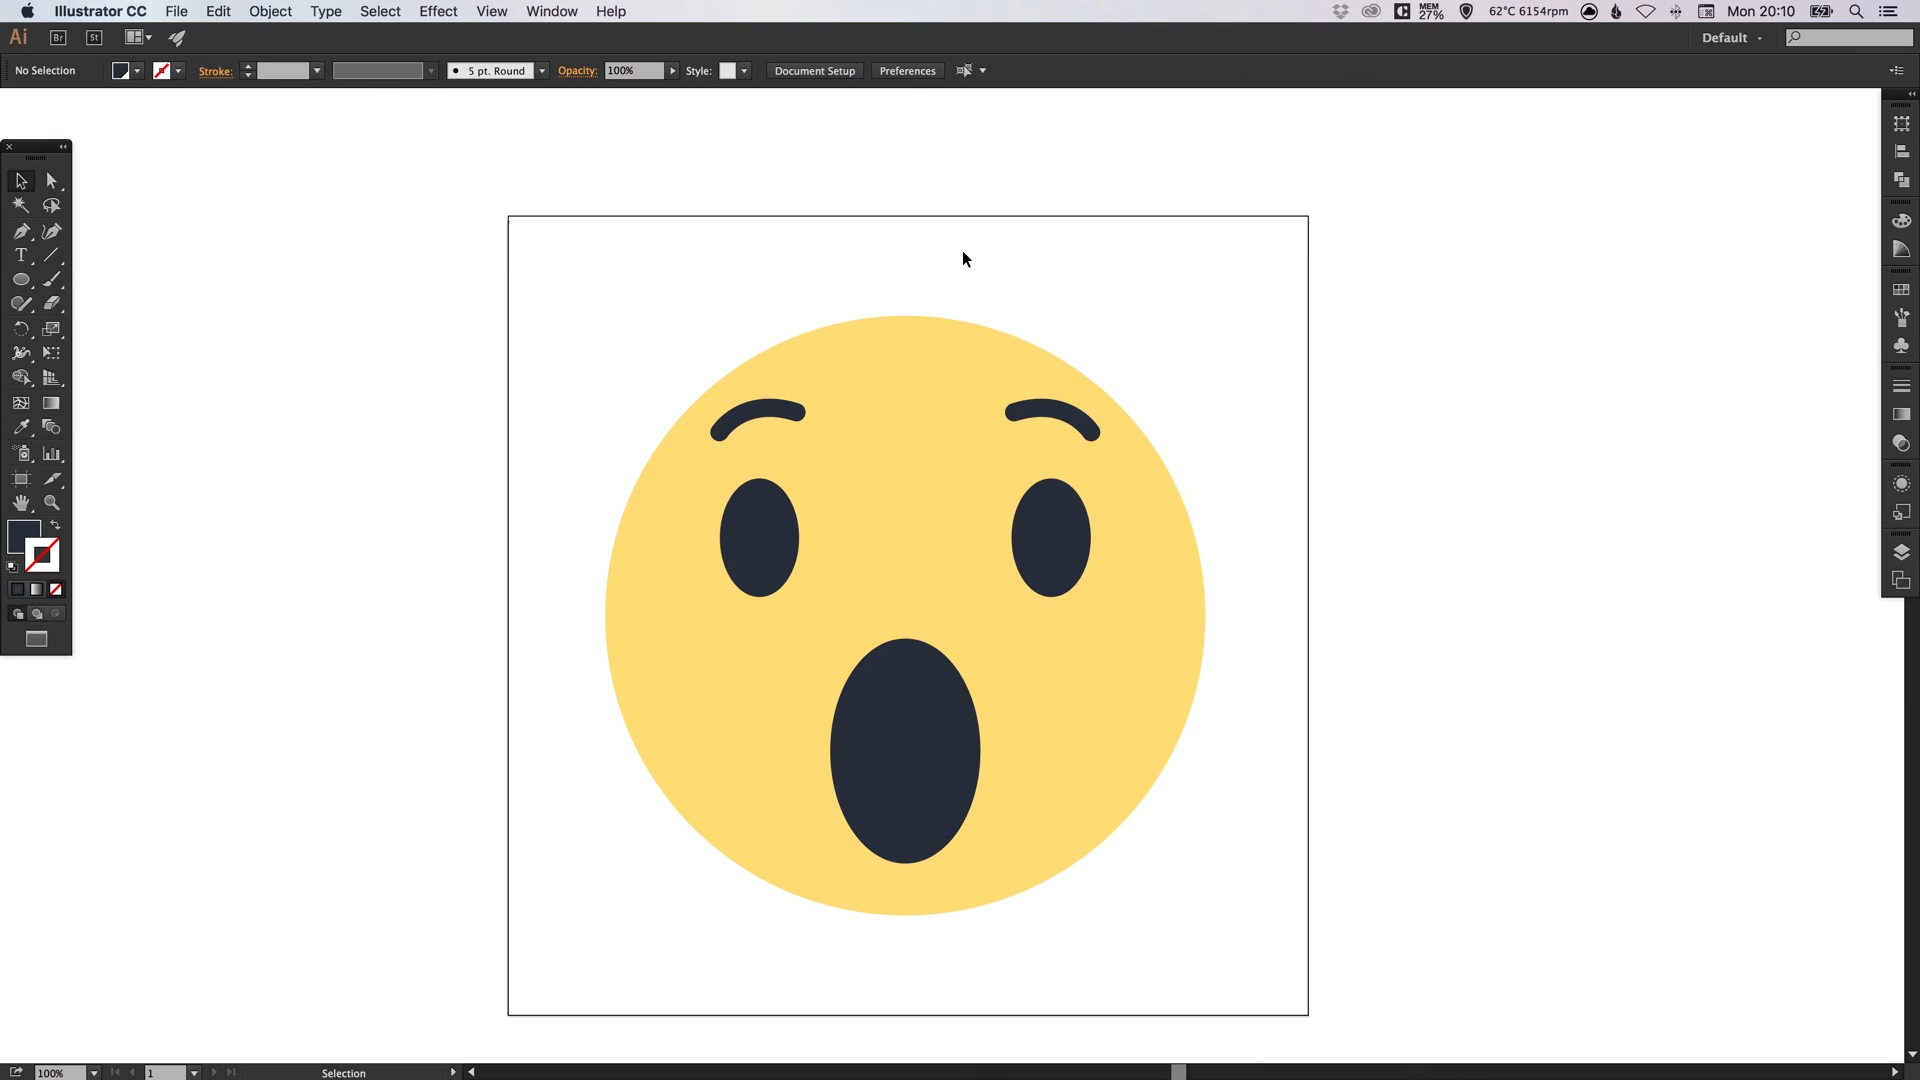 Illustrator CC File Edit Object Type Select Effect View Window Help MEM 27% 62°C 6154rpm Mon 20:10
Ai Br St Default
No Selection Stroke: 5 pt. Round Opacity: 100% Style: Document Setup Preferences
T
100% 1 Selection